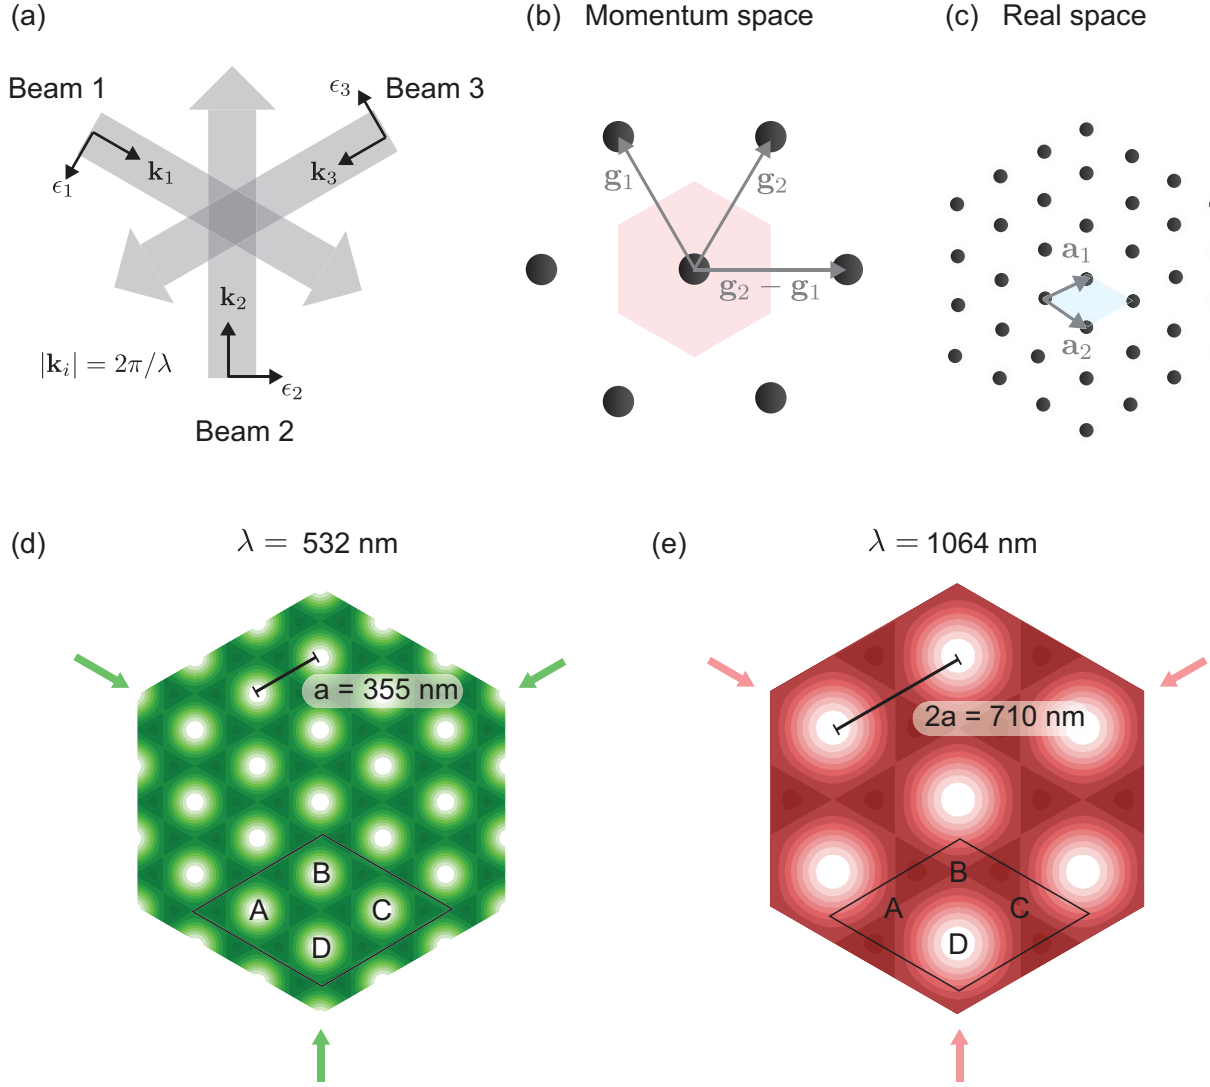 (a)
Beam 1
ϵ₃
Beam 3
ϵ₁
k₁
k₃
k₂
|kᵢ| = 2π/λ
ϵ₂
Beam 2
(b) Momentum space
g₁
g₂
g₂ − g₁
(c) Real space
a₁
a₂
(d) λ = 532 nm
a = 355 nm
B
A
C
D
(e) λ = 1064 nm
2a = 710 nm
B
A
C
D